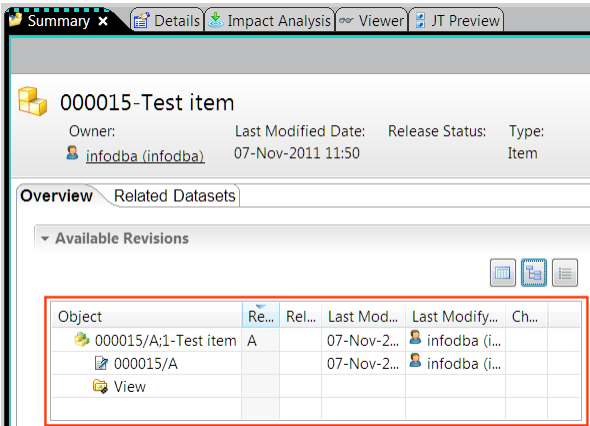 Summary Details Impact Analysis Viewer JT Preview
000015-Test item
Owner: Last Modified Date: Release Status: Type:
infodba (infodba) 07-Nov-2011 11:50 Item
Overview Related Datasets
Available Revisions
Object Re... Rel... Last Mod... Last Modify... Ch...
000015/A;1-Test item A 07-Nov-2... infodba (i...
000015/A 07-Nov-2... infodba (i...
View